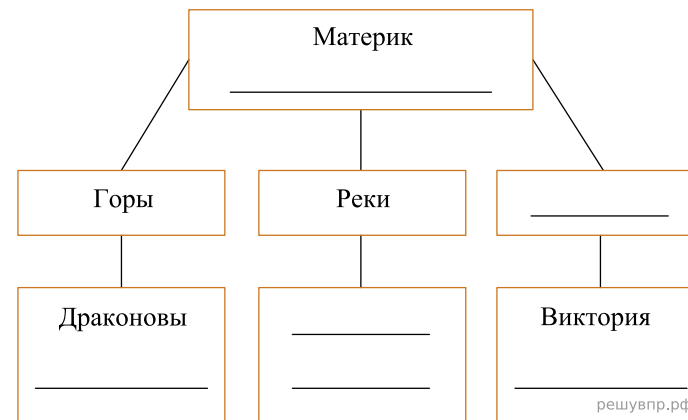 Материк
Горы
Реки
Драконовы
Виктория
решувпр.рф